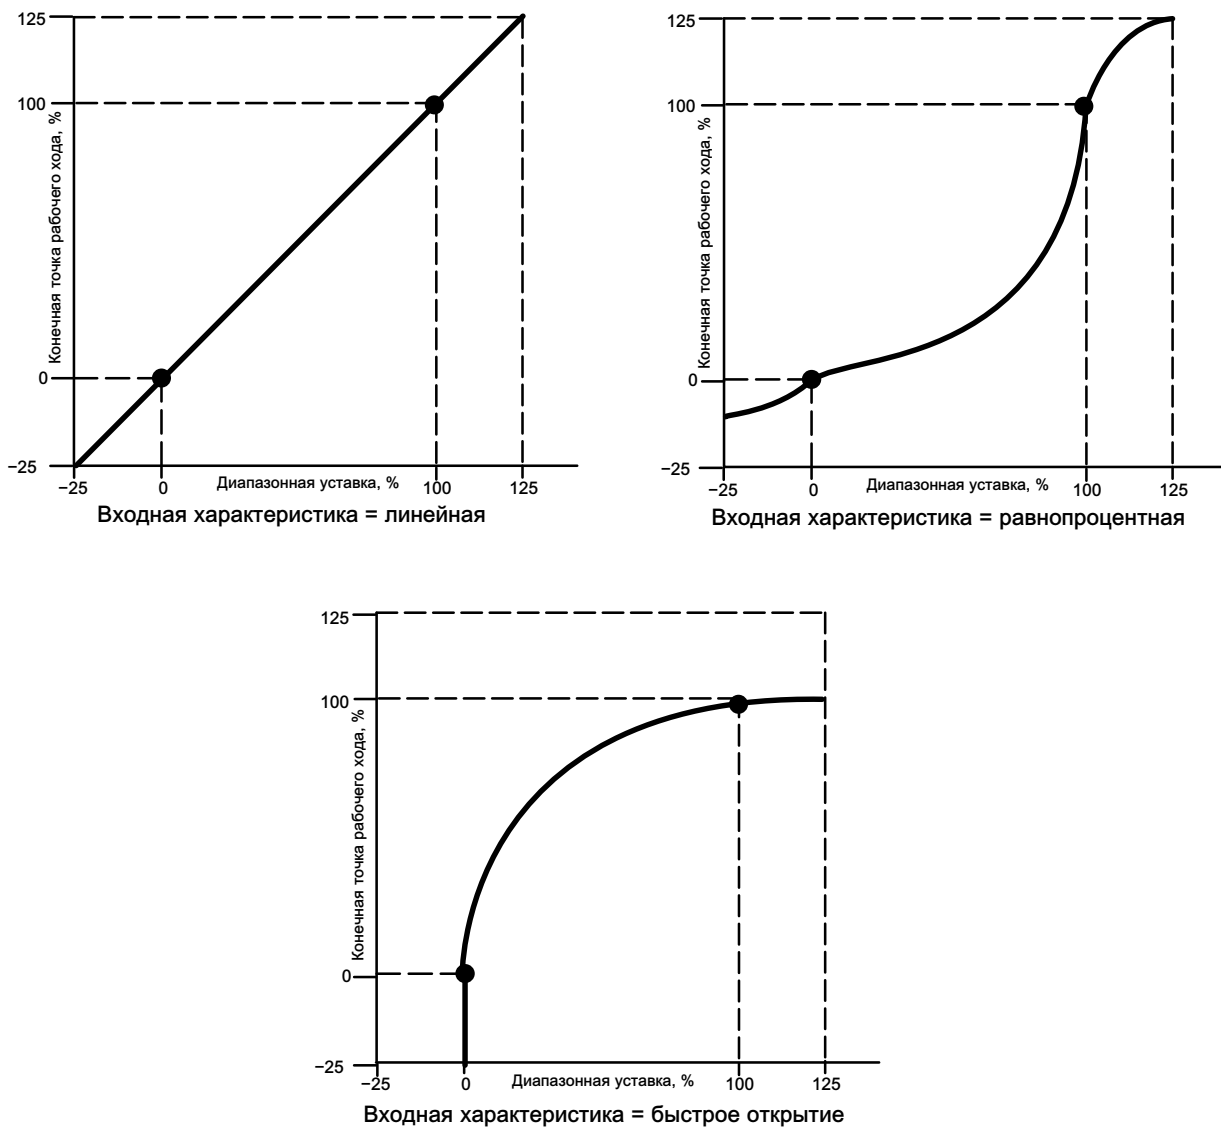 125
100
Конечная точка рабочего хода, %
0
−25
−25 0 Диапазонная уставка, % 100 125
Входная характеристика = линейная
125
100
Конечная точка рабочего хода, %
0
−25
−25 0 Диапазонная уставка, % 100 125
Входная характеристика = равнопроцентная
125
100
Конечная точка рабочего хода, %
0
−25
−25 0 Диапазонная уставка, % 100 125
Входная характеристика = быстрое открытие